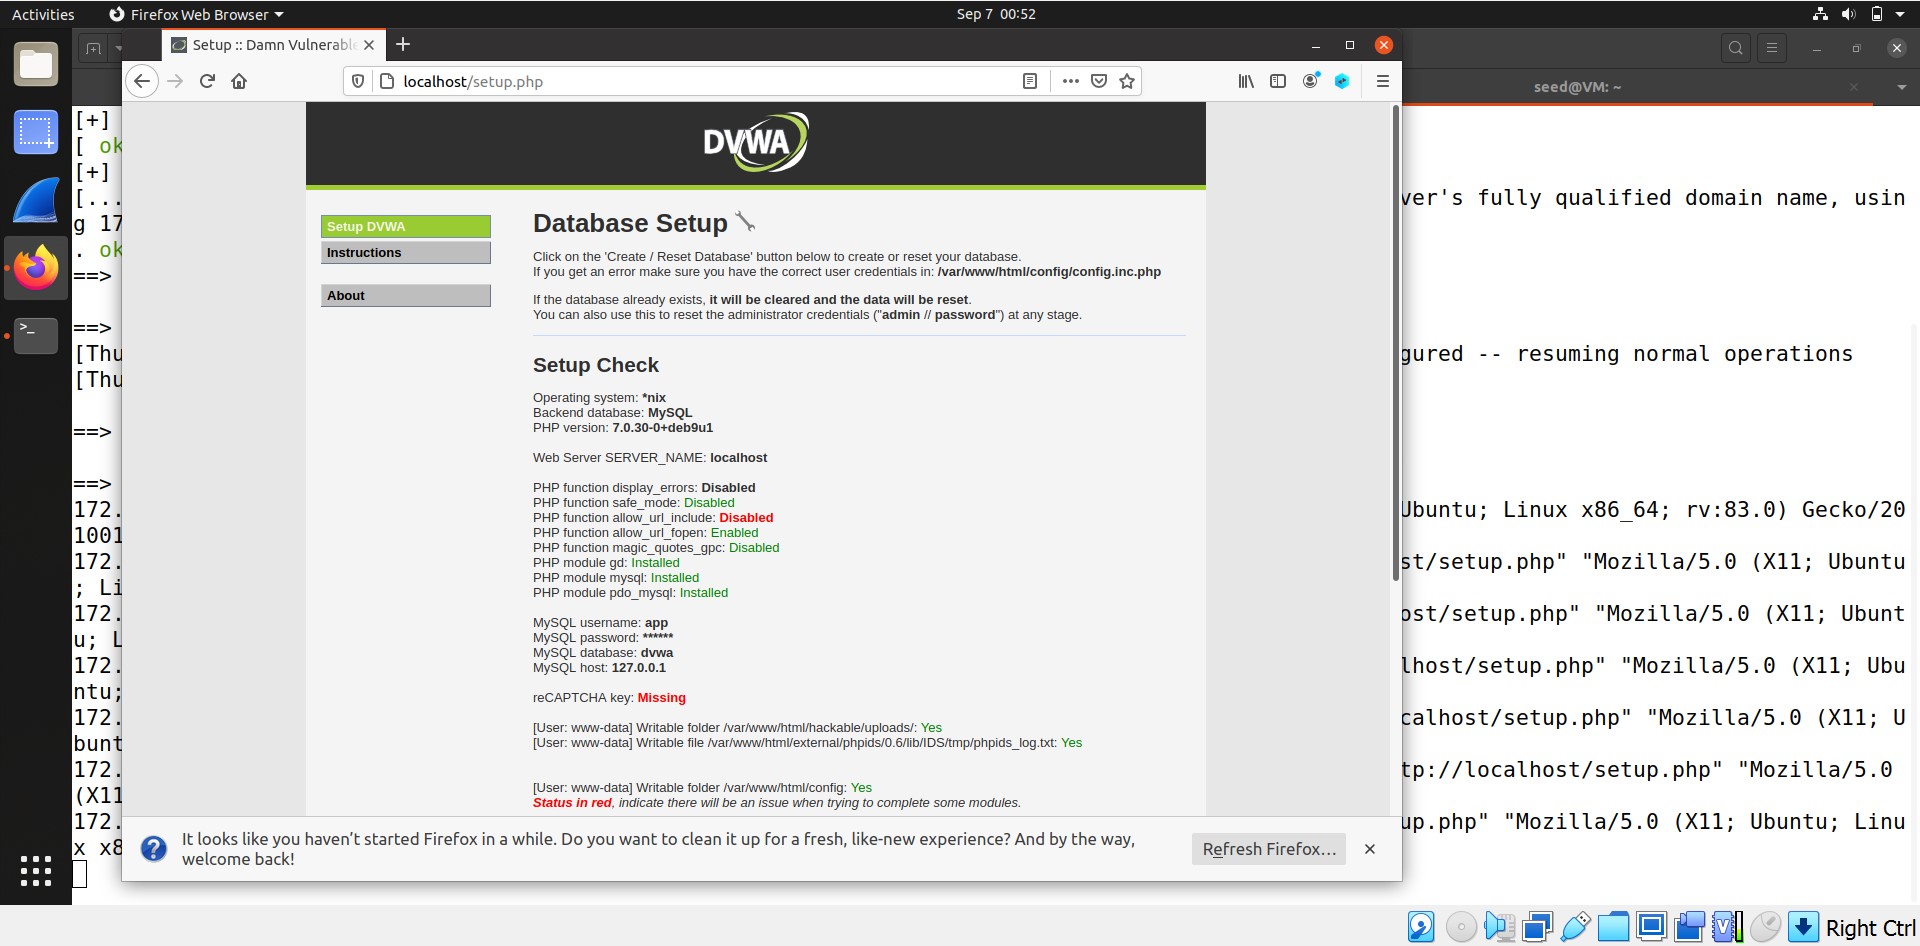 Activities
Firefox Web Browser
Sep 7 00:52
Setup :: Damn Vulnerable
seed@VM: ~
localhost/setup.php
DVWA
Setup DVWA
Instructions
About
Database Setup
Click on the 'Create / Reset Database' button below to create or reset your database.
If you get an error make sure you have the correct user credentials in: /var/www/html/config/config.inc.php
If the database already exists, it will be cleared and the data will be reset.
You can also use this to reset the administrator credentials ("admin // password") at any stage.
Setup Check
Operating system: *nix
Backend database: MySQL
PHP version: 7.0.30-0+deb9u1
Web Server SERVER_NAME: localhost
PHP function display_errors: Disabled
PHP function safe_mode: Disabled
PHP function allow_url_include: Disabled
PHP function allow_url_fopen: Enabled
PHP function magic_quotes_gpc: Disabled
PHP module gd: Installed
PHP module mysql: Installed
PHP module pdo_mysql: Installed
MySQL username: app
MySQL password: ******
MySQL database: dvwa
MySQL host: 127.0.0.1
reCAPTCHA key: Missing
[User: www-data] Writable folder /var/www/html/hackable/uploads/: Yes
[User: www-data] Writable file /var/www/html/external/phpids/0.6/lib/IDS/tmp/phpids_log.txt: Yes
[User: www-data] Writable folder /var/www/html/config: Yes
Status in red, indicate there will be an issue when trying to complete some modules.
It looks like you haven’t started Firefox in a while. Do you want to clean it up for a fresh, like-new experience? And by the way,
welcome back!
Refresh Firefox…
[+]
[ ok
[+]
[...
ver's fully qualified domain name, usin
g 17
. ok
==>
==>
[Thu
gured -- resuming normal operations
[Thu
==>
==>
172.
Ubuntu; Linux x86_64; rv:83.0) Gecko/20
1001
172.
st/setup.php" "Mozilla/5.0 (X11; Ubuntu
; Li
172.
ost/setup.php" "Mozilla/5.0 (X11; Ubunt
u; L
172.
lhost/setup.php" "Mozilla/5.0 (X11; Ubu
ntu;
172.
calhost/setup.php" "Mozilla/5.0 (X11; U
bunt
172.
tp://localhost/setup.php" "Mozilla/5.0
(X11
172.
up.php" "Mozilla/5.0 (X11; Ubuntu; Linu
x x8
Right Ctrl